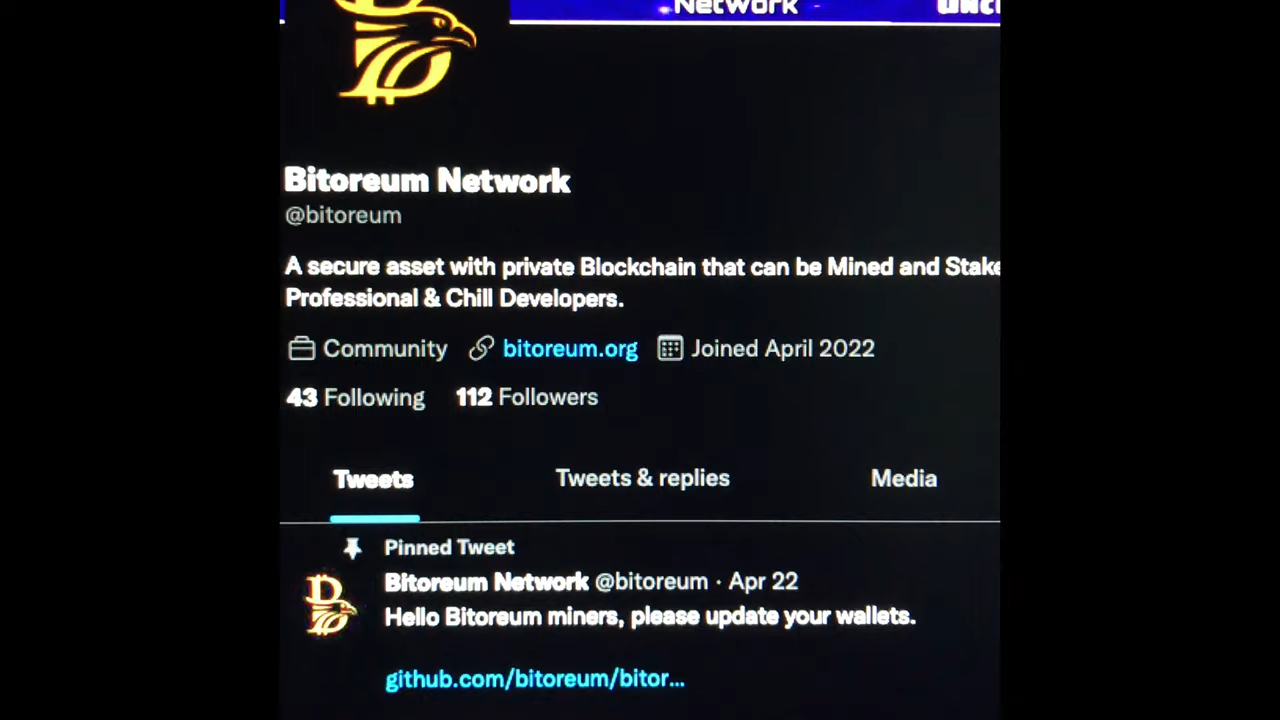 Network
Bitoreum Network
@bitoreum
A secure asset with private Blockchain that can be Mined and Stake
Professional & Chill Developers.
Community bitoreum.org Joined April 2022
43 Following 112 Followers
Tweets Tweets & replies Media
Pinned Tweet
Bitoreum Network @bitoreum · Apr 22
Hello Bitoreum miners, please update your wallets.
github.com/bitoreum/bitor...